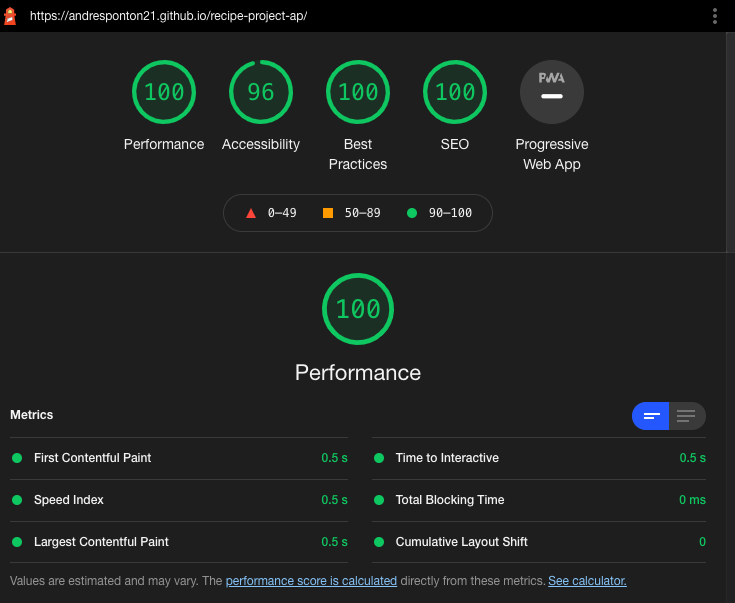 https://andresponton21.github.io/recipe-project-ap/
100 96 100 100 PWA
Performance Accessibility Best Practices SEO Progressive Web App
0–49 50–89 90–100
100
Performance
Metrics
First Contentful Paint 0.5 s
Time to Interactive 0.5 s
Speed Index 0.5 s
Total Blocking Time 0 ms
Largest Contentful Paint 0.5 s
Cumulative Layout Shift 0
Values are estimated and may vary. The performance score is calculated directly from these metrics. See calculator.